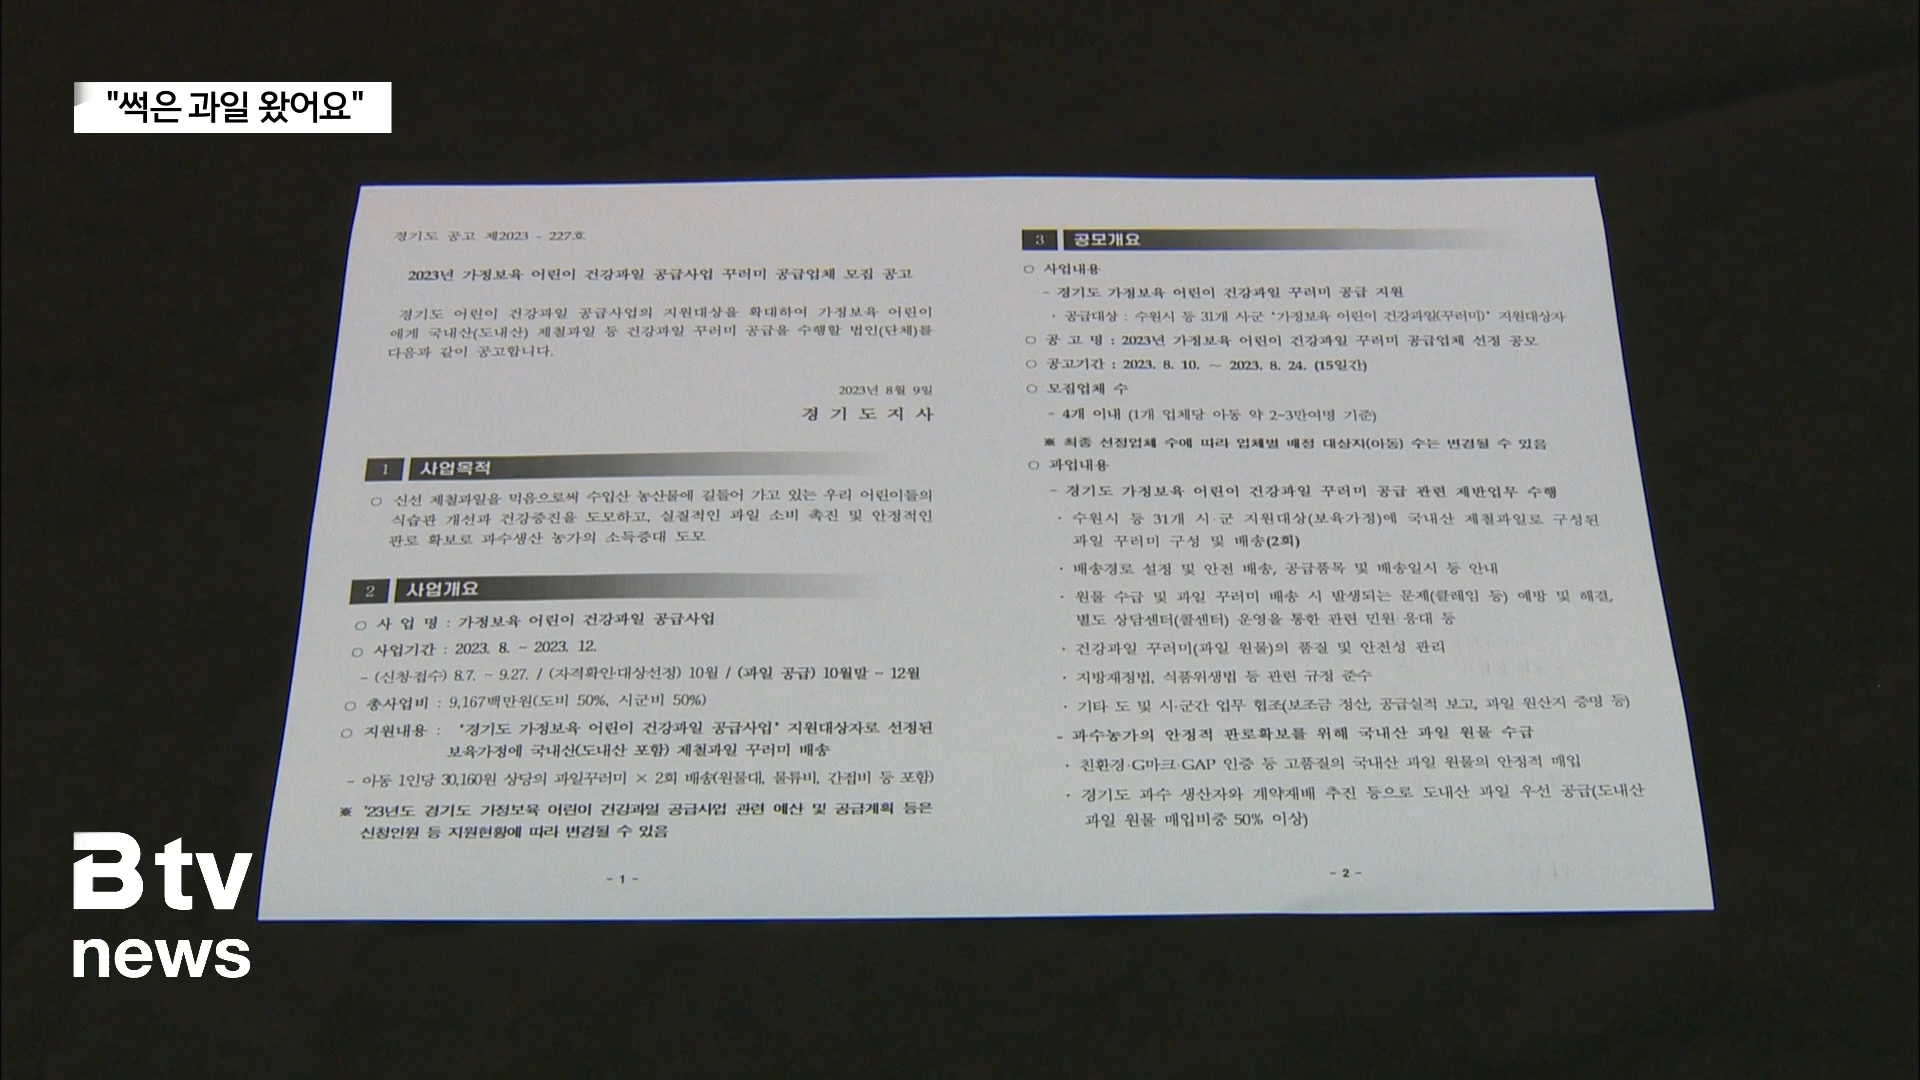 "썩은 과일 왔어요"
경기도 공고 제2023 - 227호
2023년 가정보육 어린이 건강과일 공급사업 꾸러미 공급업체 모집 공고
경기도 어린이 건강과일 공급사업의 지원대상을 확대하여 가정보육 어린이
에게 국내산(도내산) 제철과일 등 건강과일 꾸러미 공급을 수행할 법인(단체)를
다음과 같이 공고합니다.
2023년 8월 9일
경 기 도 지 사
1 사업목적
○ 신선 제철과일을 먹음으로써 수입산 농산물에 길들어 가고 있는 우리 어린이들의
식습관 개선과 건강증진을 도모하고, 실질적인 과일 소비 촉진 및 안정적인
판로 확보로 과수생산 농가의 소득증대 도모
2 사업개요
○ 사 업 명 : 가정보육 어린이 건강과일 공급사업
○ 사업기간 : 2023. 8. ~ 2023. 12.
- (신청·접수) 8.7. ~ 9.27. / (자격확인·대상선정) 10월 / (과일 공급) 10월말 ~ 12월
○ 총사업비 : 9,167백만원(도비 50%, 시군비 50%)
○ 지원내용 : '경기도 가정보육 어린이 건강과일 공급사업' 지원대상자로 선정된
보육가정에 국내산(도내산 포함) 제철과일 꾸러미 배송
- 아동 1인당 30,160원 상당의 과일꾸러미 × 2회 배송(원물대, 물류비, 간접비 등 포함)
※ '23년도 경기도 가정보육 어린이 건강과일 공급사업 관련 예산 및 공급계획 등은
신청인원 등 지원현황에 따라 변경될 수 있음
- 1 -
3 공모개요
○ 사업내용
- 경기도 가정보육 어린이 건강과일 꾸러미 공급 지원
· 공급대상 : 수원시 등 31개 시군 '가정보육 어린이 건강과일(꾸러미)' 지원대상자
○ 공 고 명 : 2023년 가정보육 어린이 건강과일 꾸러미 공급업체 선정 공모
○ 공고기간 : 2023. 8. 10. ~ 2023. 8. 24. (15일간)
○ 모집업체 수
- 4개 이내 (1개 업체당 아동 약 2~3만여명 기준)
※ 최종 선정업체 수에 따라 업체별 배정 대상자(아동) 수는 변경될 수 있음
○ 과업내용
- 경기도 가정보육 어린이 건강과일 꾸러미 공급 관련 제반업무 수행
· 수원시 등 31개 시·군 지원대상(보육가정)에 국내산 제철과일로 구성된
과일 꾸러미 구성 및 배송(2회)
· 배송경로 설정 및 안전 배송, 공급품목 및 배송일시 등 안내
· 원물 수급 및 과일 꾸러미 배송 시 발생되는 문제(클레임 등) 예방 및 해결,
별도 상담센터(콜센터) 운영을 통한 관련 민원 응대 등
· 건강과일 꾸러미(과일 원물)의 품질 및 안전성 관리
· 지방재정법, 식품위생법 등 관련 규정 준수
· 기타 도 및 시·군간 업무 협조(보조금 정산, 공급실적 보고, 과일 원산지 증명 등)
- 과수농가의 안정적 판로확보를 위해 국내산 과일 원물 수급
· 친환경·G마크·GAP 인증 등 고품질의 국내산 과일 원물의 안정적 매입
· 경기도 과수 생산자와 계약재배 추진 등으로 도내산 과일 우선 공급(도내산
과일 원물 매입비중 50% 이상)
- 2 -
B tv
news